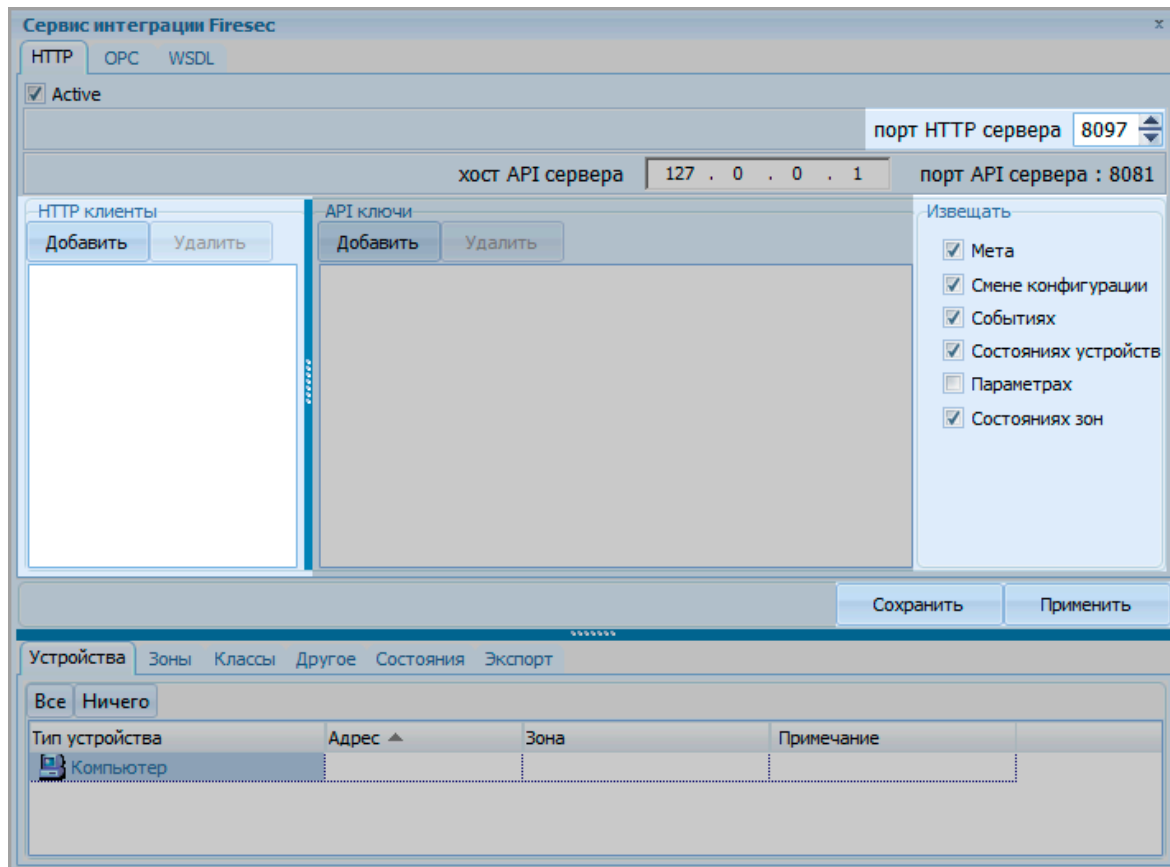 Сервис интеграции Firesec x
HTTP OPC WSDL
Active
порт HTTP сервера 8097
хост API сервера 127 . 0 . 0 . 1 порт API сервера : 8081
HTTP клиенты API ключи Извещать
Добавить Удалить Добавить Удалить
Мета
Смене конфигурации
Событиях
Состояниях устройств
Параметрах
Состояниях зон
Сохранить Применить
Устройства Зоны Классы Другое Состояния Экспорт
Все Ничего
Тип устройства Адрес Зона Примечание
Компьютер